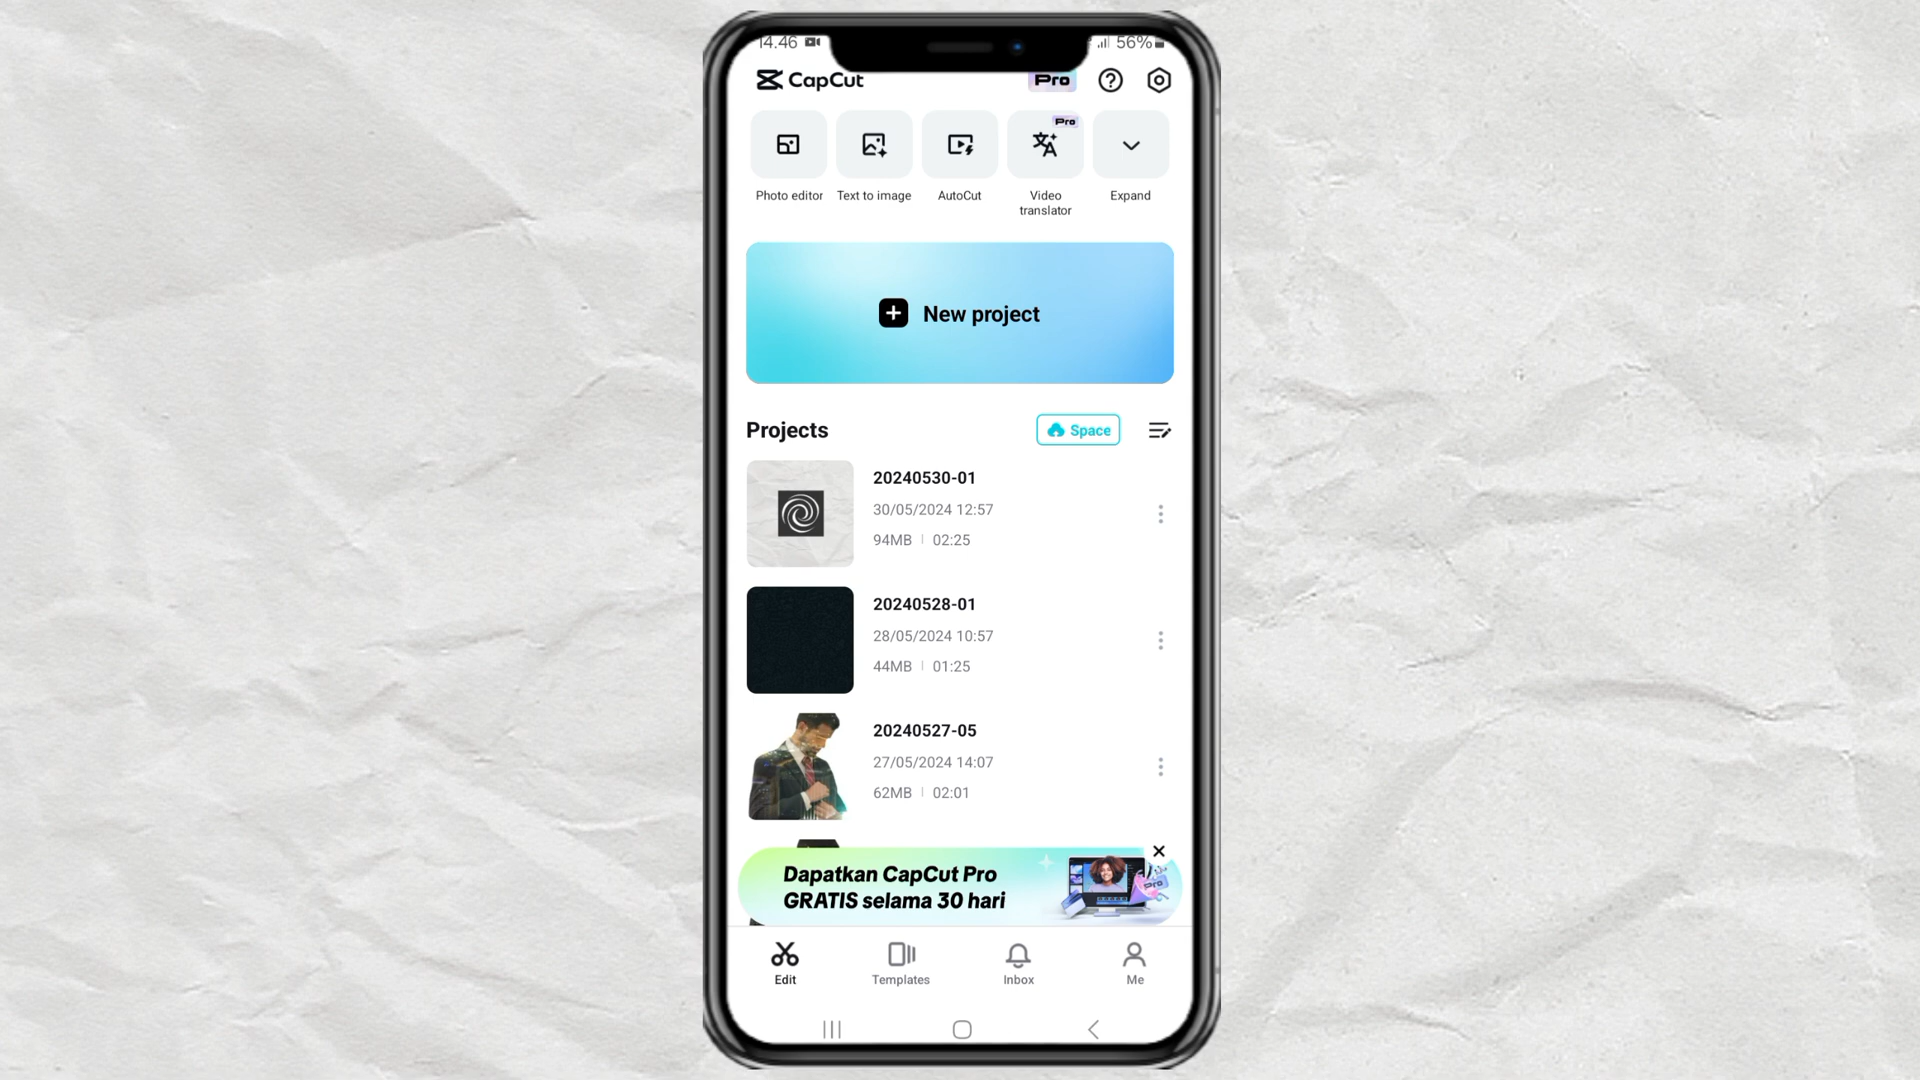 14.46 56%
CapCut Pro
Pro
Photo editor Text to image AutoCut Video translator Expand
New project
Projects Space
20240530-01
30/05/2024 12:57
94MB 02:25
20240528-01
28/05/2024 10:57
44MB 01:25
20240527-05
27/05/2024 14:07
62MB 02:01
Dapatkan CapCut Pro
GRATIS selama 30 hari
Pro
Edit Templates Inbox Me